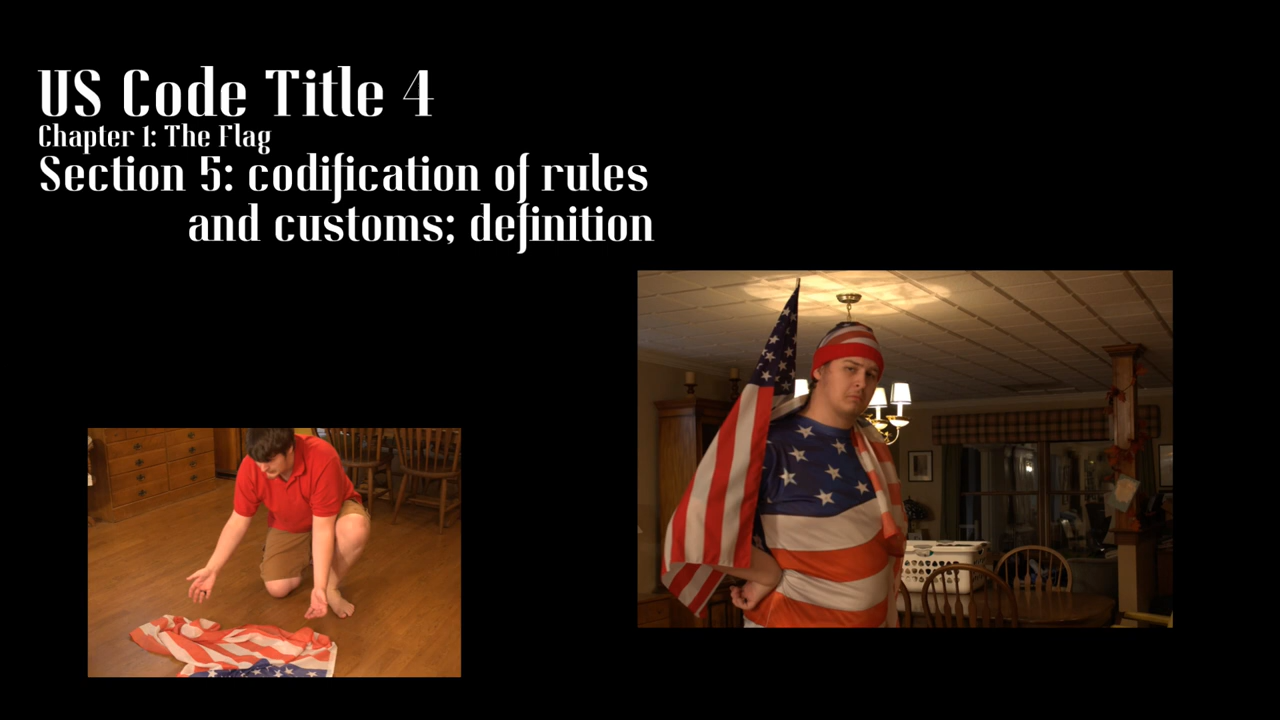 US Code Title 4
Chapter 1: The Flag
Section 5: codification of rules
and customs; definition